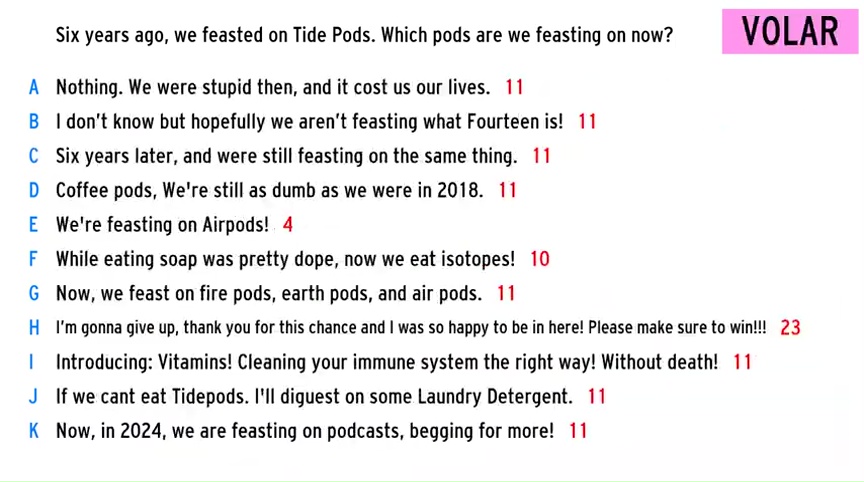 Six years ago, we feasted on Tide Pods. Which pods are we feasting on now?
VOLAR
A Nothing. We were stupid then, and it cost us our lives. 11
B I don't know but hopefully we aren't feasting what Fourteen is! 11
C Six years later, and were still feasting on the same thing. 11
D Coffee pods, We're still as dumb as we were in 2018. 11
E We're feasting on Airpods! 4
F While eating soap was pretty dope, now we eat isotopes! 10
G Now, we feast on fire pods, earth pods, and air pods. 11
H I'm gonna give up, thank you for this chance and I was so happy to be in here! Please make sure to win!!! 23
I Introducing: Vitamins! Cleaning your immune system the right way! Without death! 11
J If we cant eat Tidepods. I'll diguest on some Laundry Detergent. 11
K Now, in 2024, we are feasting on podcasts, begging for more! 11